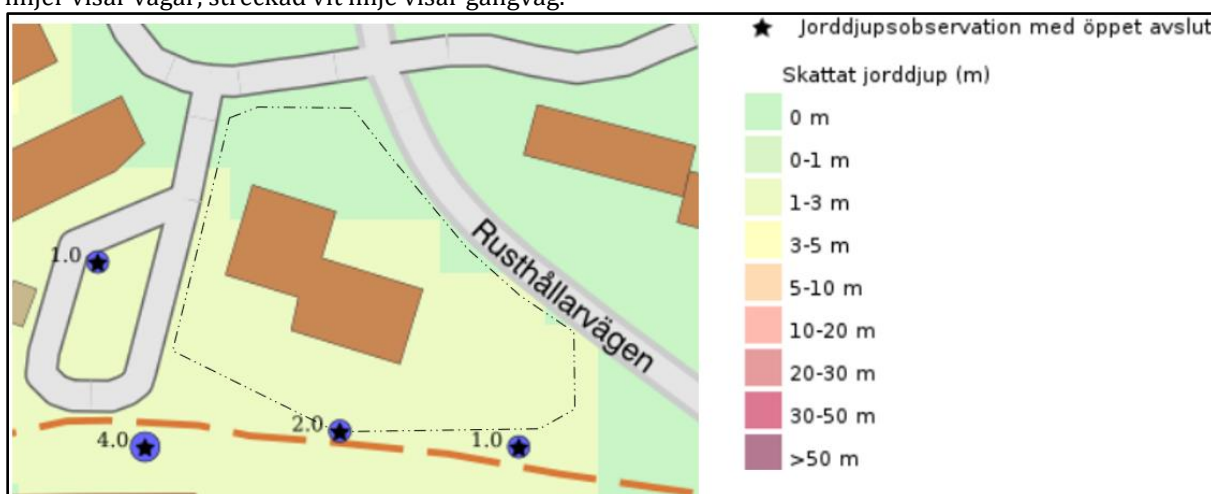 linjer visar vägar, streckad vit linje visar gångväg.
Jorddjupsobservation med öppet avslut
Skattat jorddjup (m)
0 m
0-1 m
1-3 m
3-5 m
5-10 m
10-20 m
20-30 m
30-50 m
>50 m
Rusthållarvägen
1.0
2.0
4.0
1.0